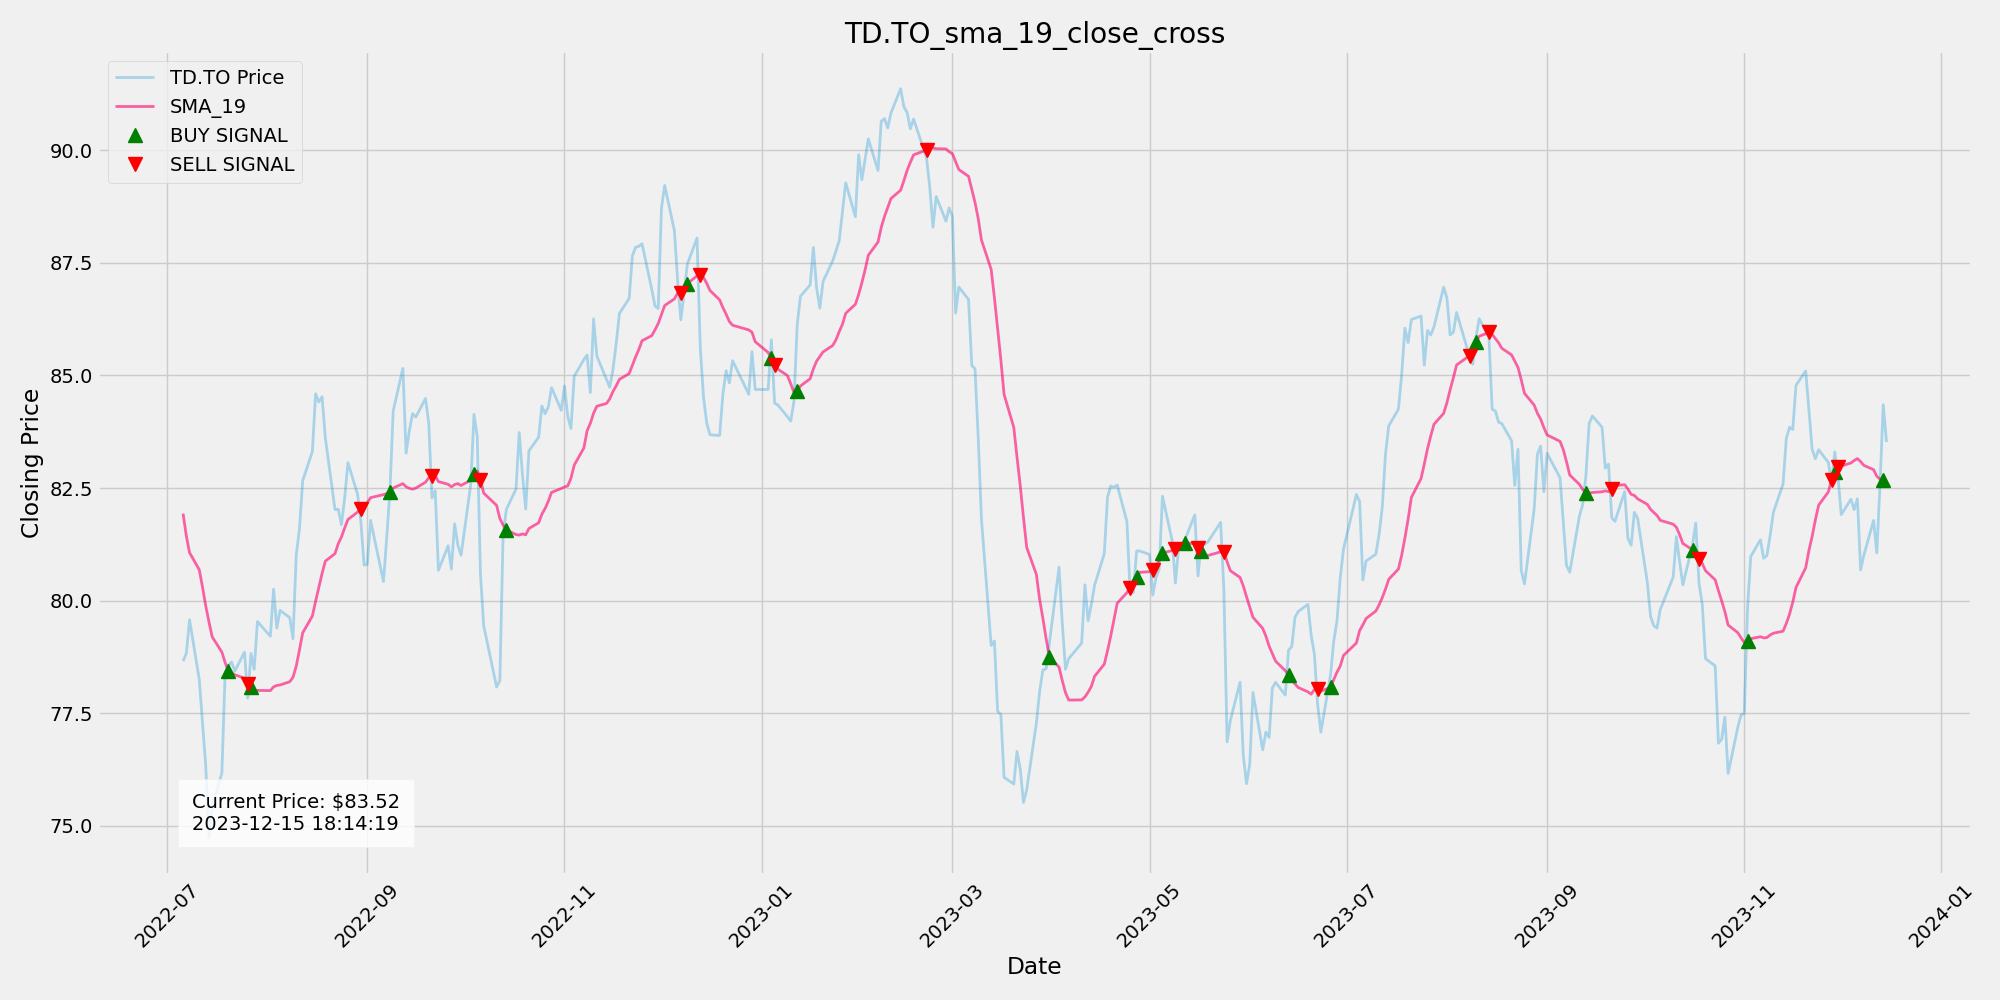 TD.TO_sma_19_close_cross
TD.TO Price
SMA_19
BUY SIGNAL
SELL SIGNAL
90.0
87.5
85.0
82.5
80.0
77.5
75.0
Closing Price
Current Price: $83.52
2023-12-15 18:14:19
2022-07
2022-09
2022-11
2023-01
2023-03
2023-05
2023-07
2023-09
2023-11
2024-01
Date